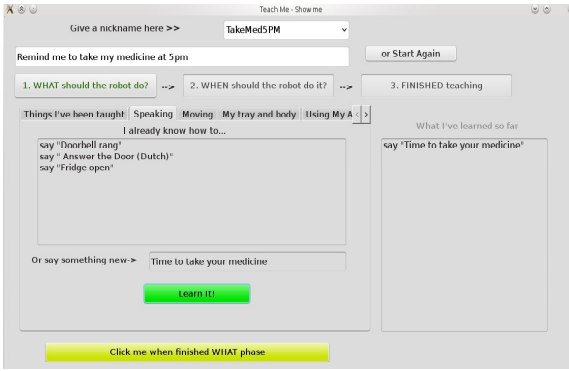 Teach Me - Show me
Give a nickname here >>
TakeMed5PM
Remind me to take my medicine at 5pm
or Start Again
1. WHAT should the robot do?
-->
2. WHEN should the robot do it?
-->
3. FINISHED teaching
Things I've been taught
Speaking
Moving
My tray and body
Using My A
I already know how to...
say "Doorbell rang"
say " Answer the Door (Dutch)"
say "Fridge open"
Or say something new->
Time to take your medicine
Learn It!
What I've learned so far
say "Time to take your medicine"
Click me when finished WHAT phase